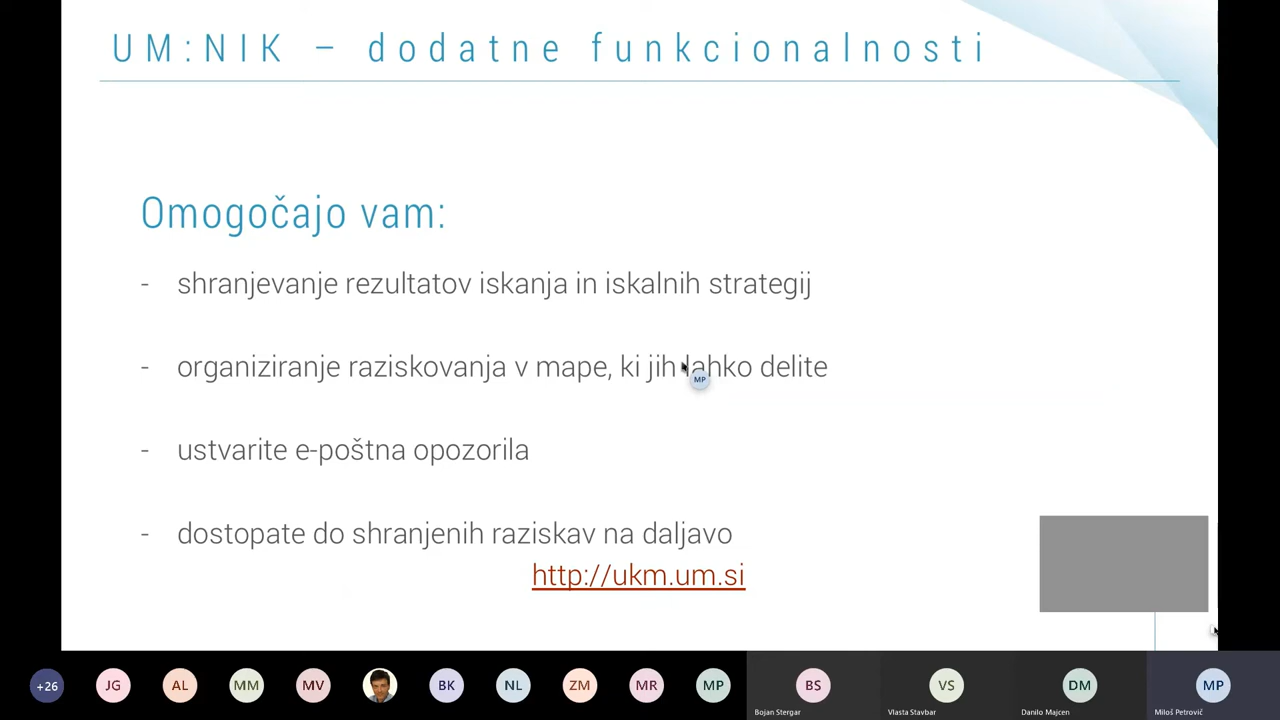 UM:NIK – dodatne funkcionalnosti
Omogočajo vam:
- shranjevanje rezultatov iskanja in iskalnih strategij
- organiziranje raziskovanja v mape, ki jih lahko delite
MP
- ustvarite e-poštna opozorila
- dostopate do shranjenih raziskav na daljavo
http://ukm.um.si
+26 JG AL MM MV BK NL ZM MR MP BS VS DM MP
Bojan Stergar Vlasta Stavbar Danilo Majcen Miloš Petrovič